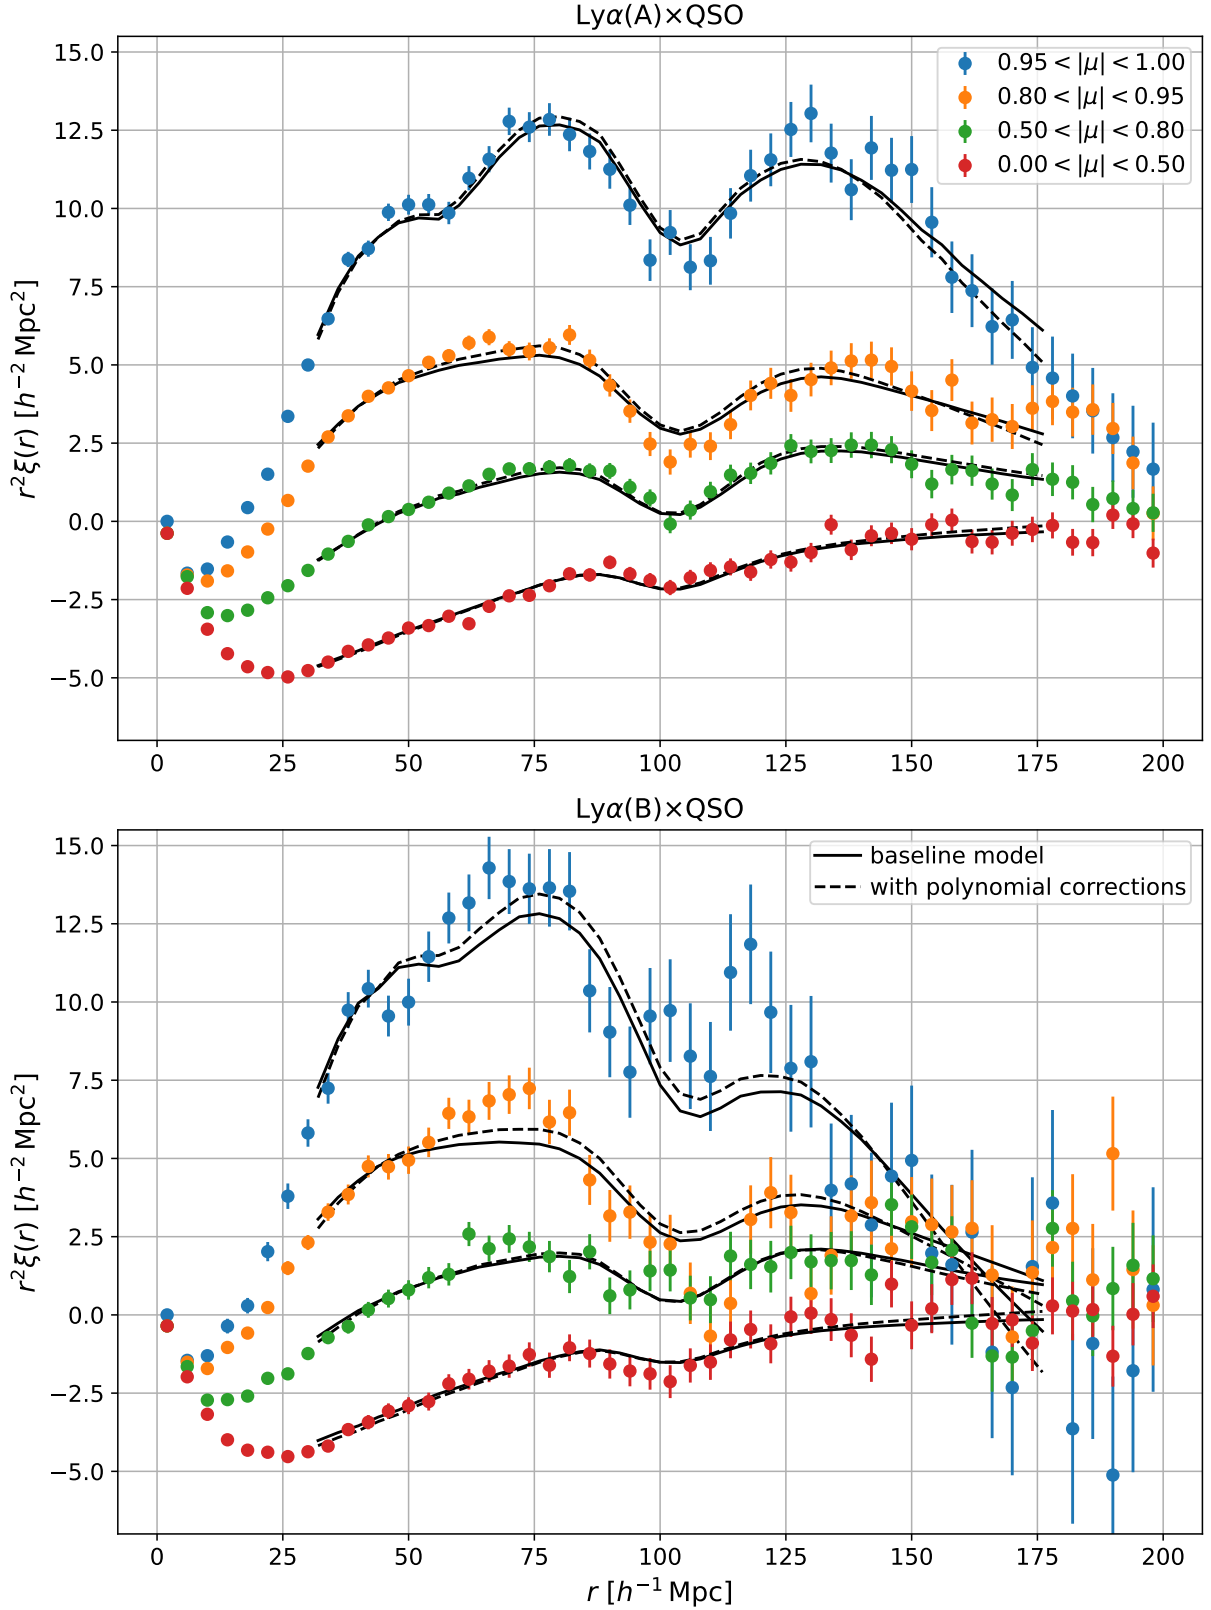 Lyα(A)×QSO
15.0
12.5
10.0
7.5
5.0
2.5
0.0
−2.5
−5.0
r²ξ(r) [h⁻² Mpc²]
0.95 < |μ| < 1.00
0.80 < |μ| < 0.95
0.50 < |μ| < 0.80
0.00 < |μ| < 0.50
0 25 50 75 100 125 150 175 200
Lyα(B)×QSO
15.0
12.5
10.0
7.5
5.0
2.5
0.0
−2.5
−5.0
r²ξ(r) [h⁻² Mpc²]
baseline model
with polynomial corrections
0 25 50 75 100 125 150 175 200
r [h⁻¹ Mpc]